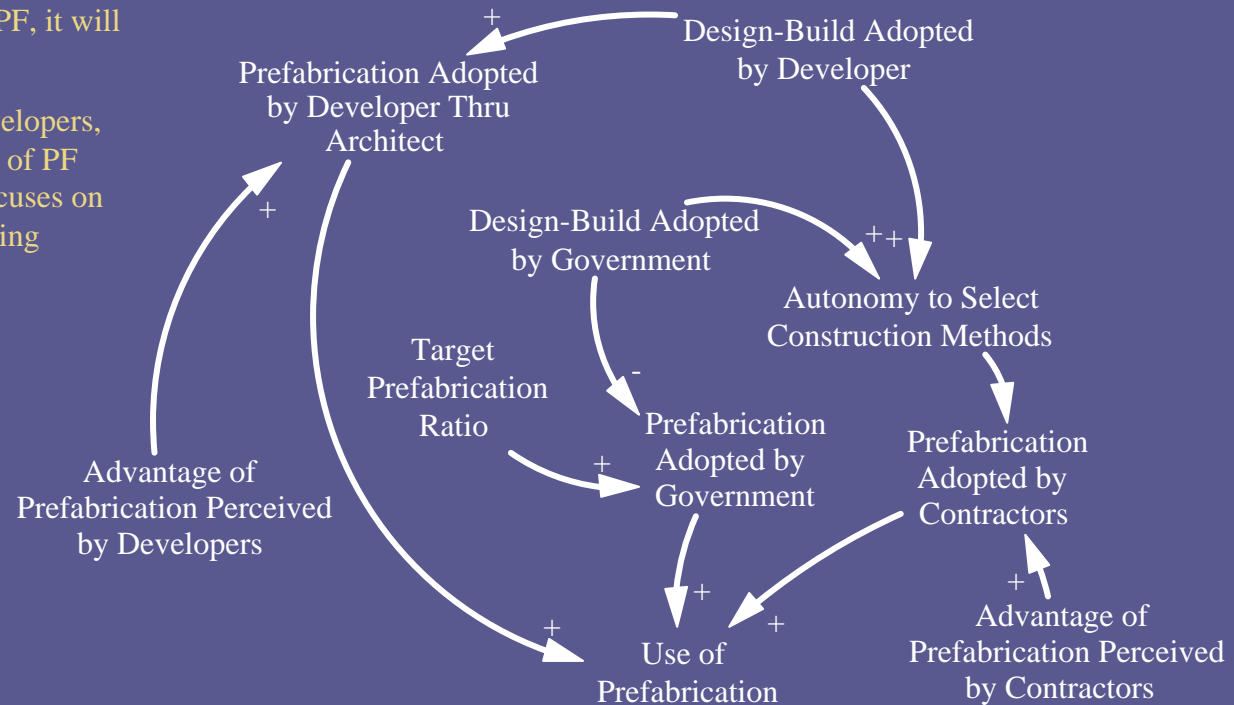 PF, it will
elopers,
of PF
cuses on
ing
+
Design-Build Adopted
by Developer
Prefabrication Adopted
by Developer Thru
Architect
+
Design-Build Adopted
by Government
++
Autonomy to Select
Construction Methods
Target
Prefabrication
Ratio
-
+
Prefabrication
Adopted by
Government
Prefabrication
Adopted by
Contractors
Advantage of
Prefabrication Perceived
by Developers
+
+
+
+
Use of
Prefabrication
Advantage of
Prefabrication Perceived
by Contractors